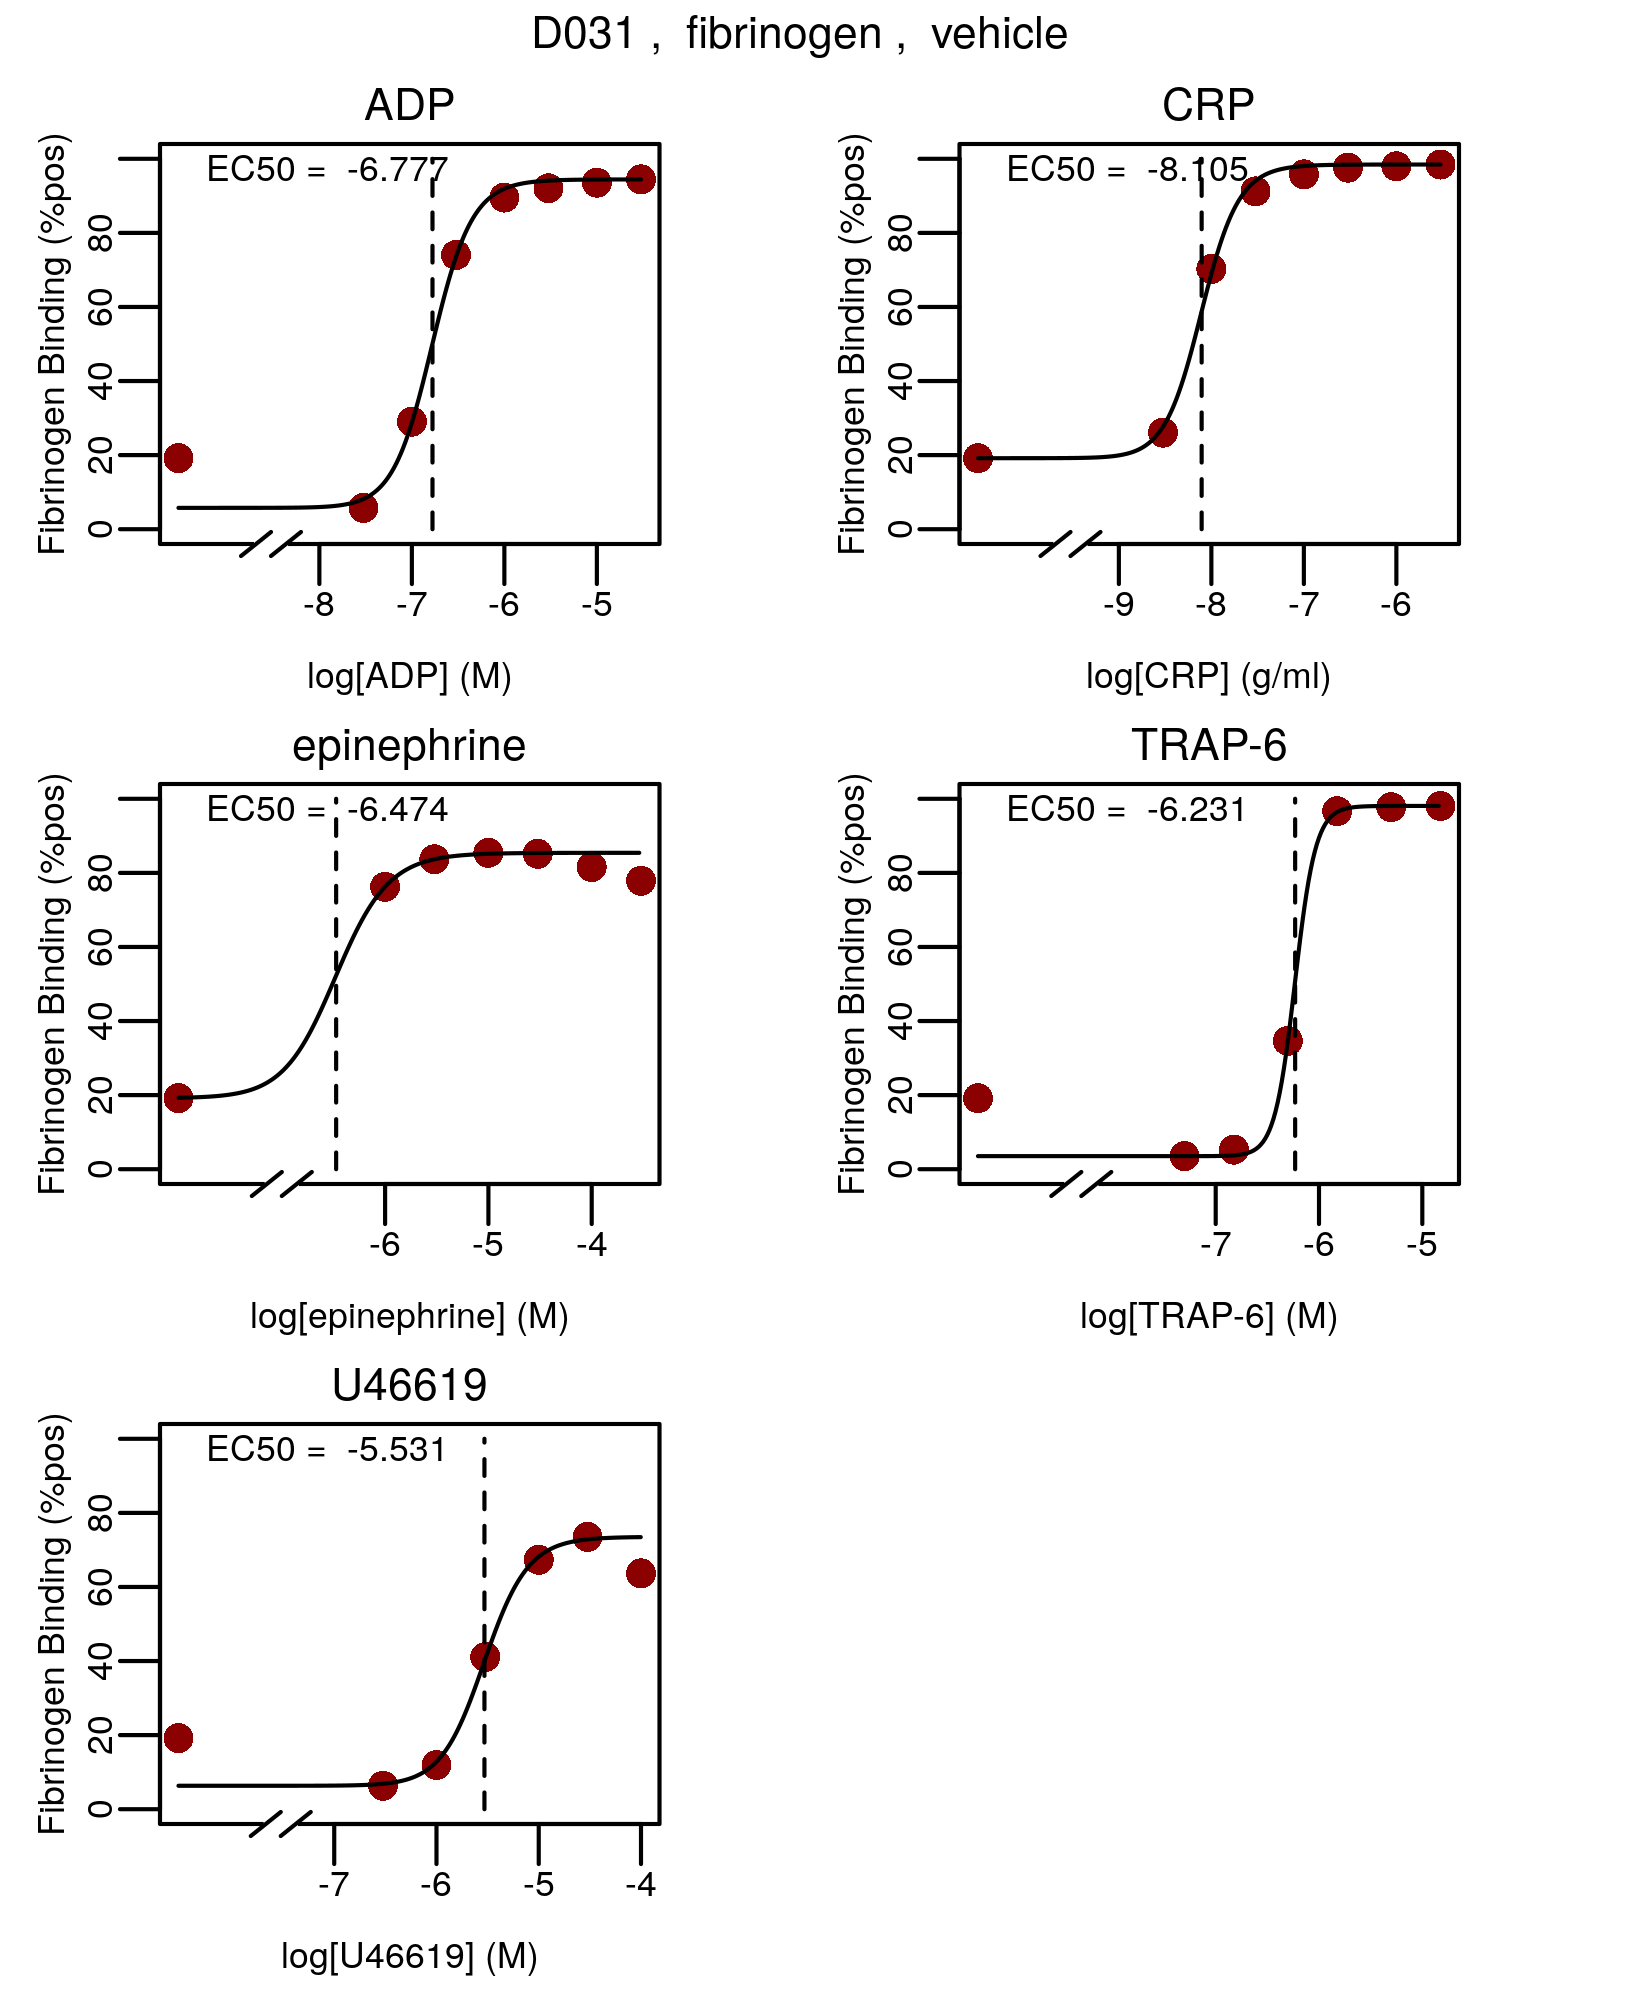 D031 , fibrinogen , vehicle
ADP
EC50 = -6.777
Fibrinogen Binding (%pos)
80
60
40
20
0
-8 -7 -6 -5
log[ADP] (M)
CRP
EC50 = -8.105
Fibrinogen Binding (%pos)
80
60
40
20
0
-9 -8 -7 -6
log[CRP] (g/ml)
epinephrine
EC50 = -6.474
Fibrinogen Binding (%pos)
80
60
40
20
0
-6 -5 -4
log[epinephrine] (M)
TRAP-6
EC50 = -6.231
Fibrinogen Binding (%pos)
80
60
40
20
0
-7 -6 -5
log[TRAP-6] (M)
U46619
EC50 = -5.531
Fibrinogen Binding (%pos)
80
60
40
20
0
-7 -6 -5 -4
log[U46619] (M)